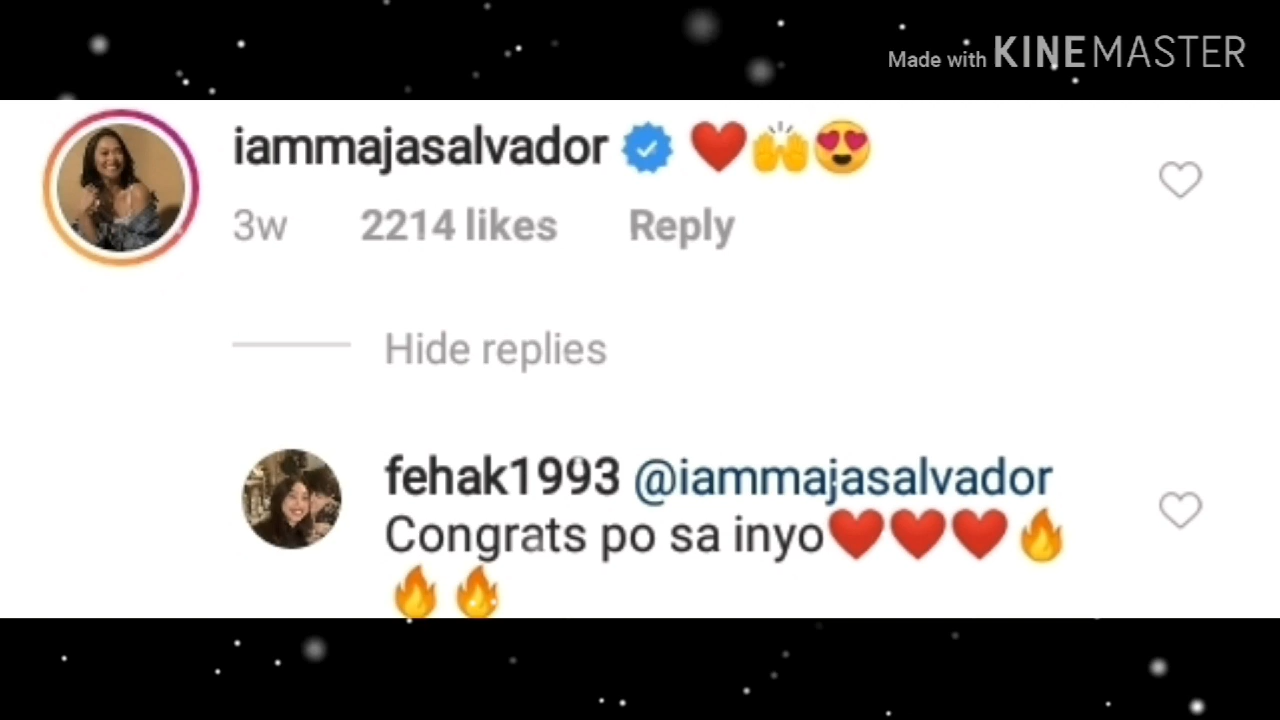 Made with KINEMASTER
iammajasalvador ❤️🙌😍
3w 2214 likes Reply
Hide replies
fehak1993 @iammajasalvador
Congrats po sa inyo❤️❤️❤️🔥
🔥🔥